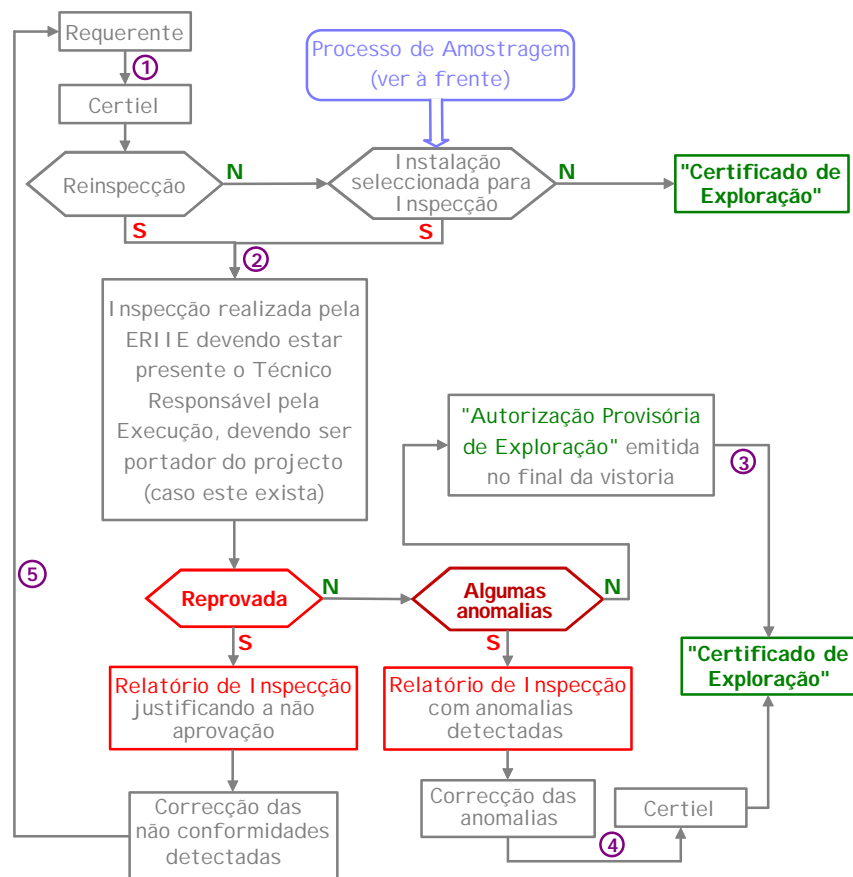 Requerente
1
Certiel
Processo de Amostragem
(ver à frente)
Reinspecção
N
Instalação
seleccionada para
Inspecção
N
"Certificado de
Exploração"
S
S
2
Inspecção realizada pela
ERIIE devendo estar
presente o Técnico
Responsável pela
Execução, devendo ser
portador do projecto
(caso este exista)
"Autorização Provisória
de Exploração" emitida
no final da vistoria
3
5
Reprovada
N
Algumas
anomalias
N
S
S
"Certificado de
Exploração"
Relatório de Inspecção
justificando a não
aprovação
Relatório de Inspecção
com anomalias
detectadas
Correcção das
não conformidades
detectadas
Correcção das
anomalias
4
Certiel